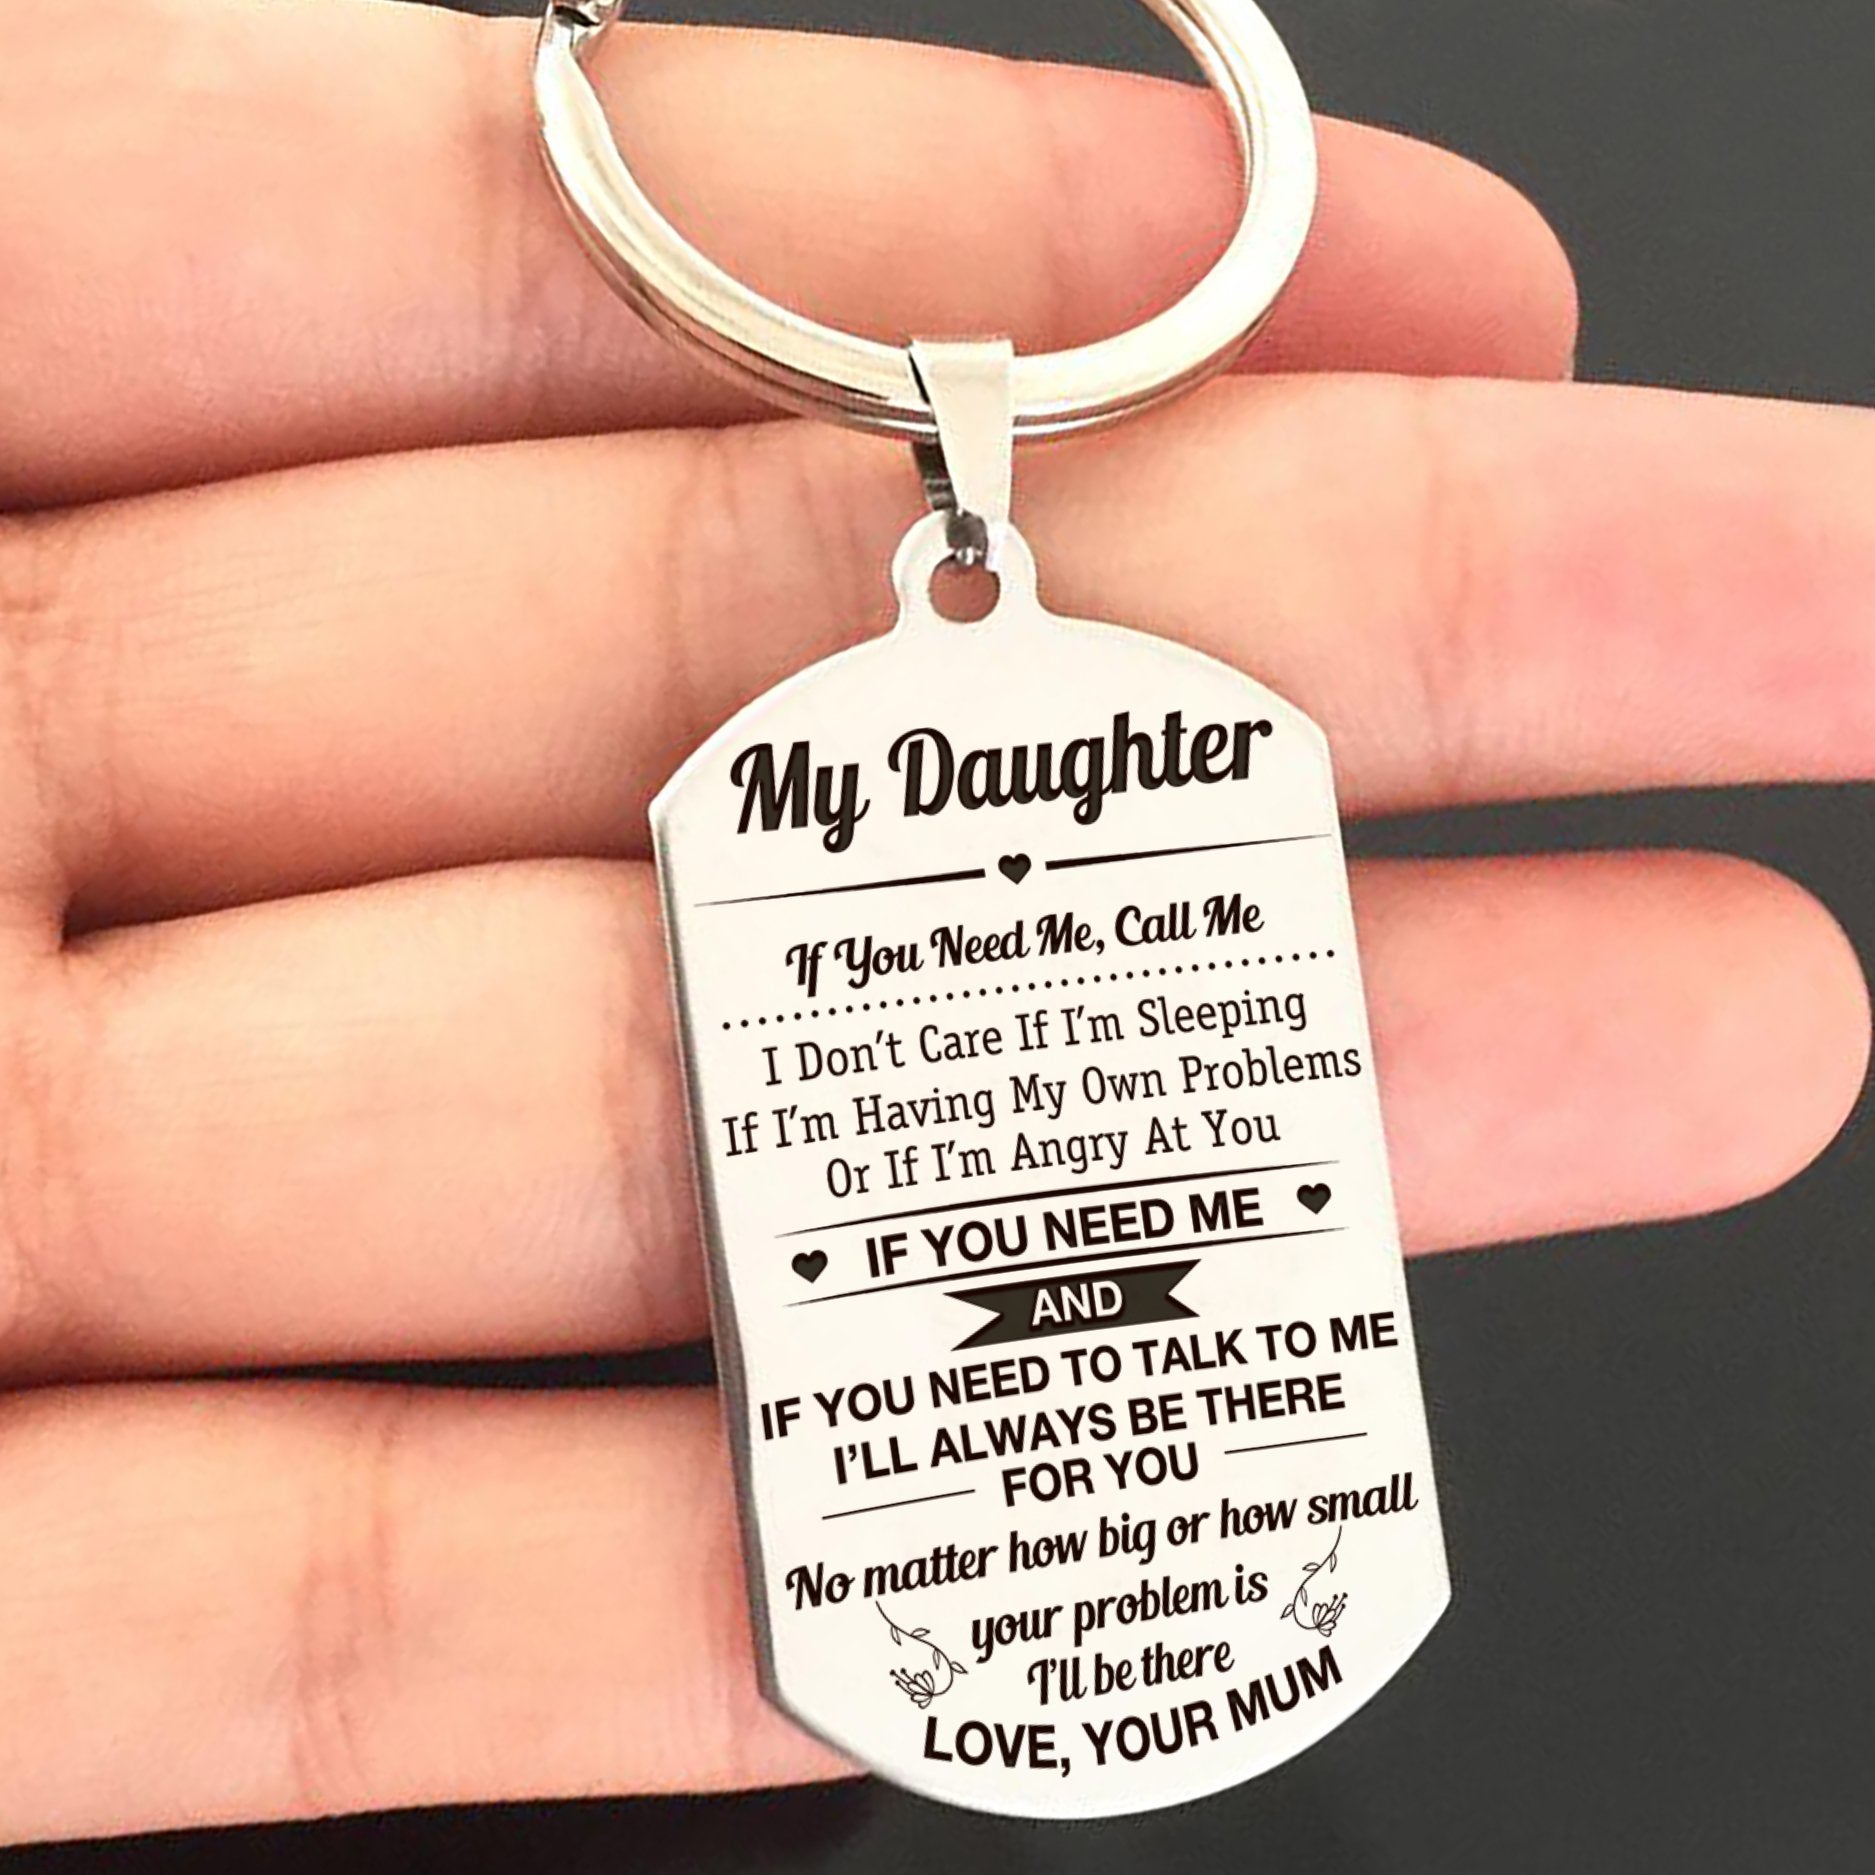 My Daughter
If You Need Me, Call Me
I Don't Care If I'm Sleeping
If I'm Having My Own Problems
Or If I'm Angry At You
IF YOU NEED ME
AND
IF YOU NEED TO TALK TO ME
I'LL ALWAYS BE THERE
FOR YOU
No matter how big or how small
your problem is
I'll be there
LOVE, YOUR MUM